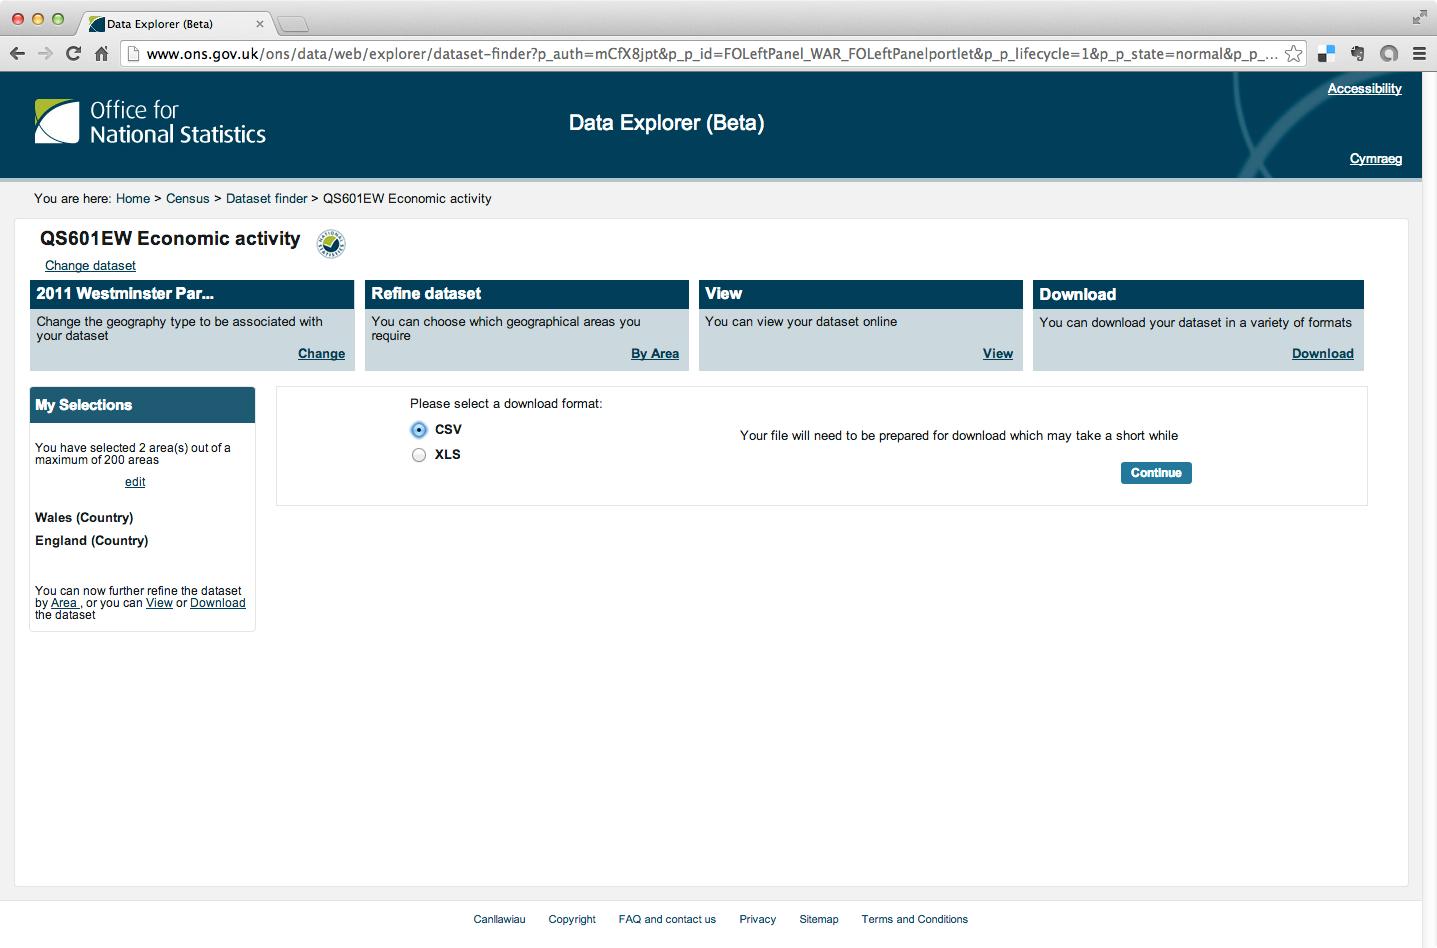 Data Explorer (Beta)
www.ons.gov.uk/ons/data/web/explorer/dataset-finder?p_auth=mCfX8jpt&p_p_id=FOLeftPanel_WAR_FOLeftPanelportlet&p_p_lifecycle=1&p_p_state=normal&p_p_...
Accessibility
Office for
National Statistics
Data Explorer (Beta)
Cymraeg
You are here: Home > Census > Dataset finder > QS601EW Economic activity
QS601EW Economic activity
NATIONAL STATISTICS
Change dataset
2011 Westminster Par...
Change the geography type to be associated with
your dataset
Change
Refine dataset
You can choose which geographical areas you
require
By Area
View
You can view your dataset online
View
Download
You can download your dataset in a variety of formats
Download
My Selections
You have selected 2 area(s) out of a
maximum of 200 areas
edit
Wales (Country)
England (Country)
You can now further refine the dataset
by Area , or you can View or Download
the dataset
Please select a download format:
CSV
XLS
Your file will need to be prepared for download which may take a short while
Continue
Canllawiau Copyright FAQ and contact us Privacy Sitemap Terms and Conditions